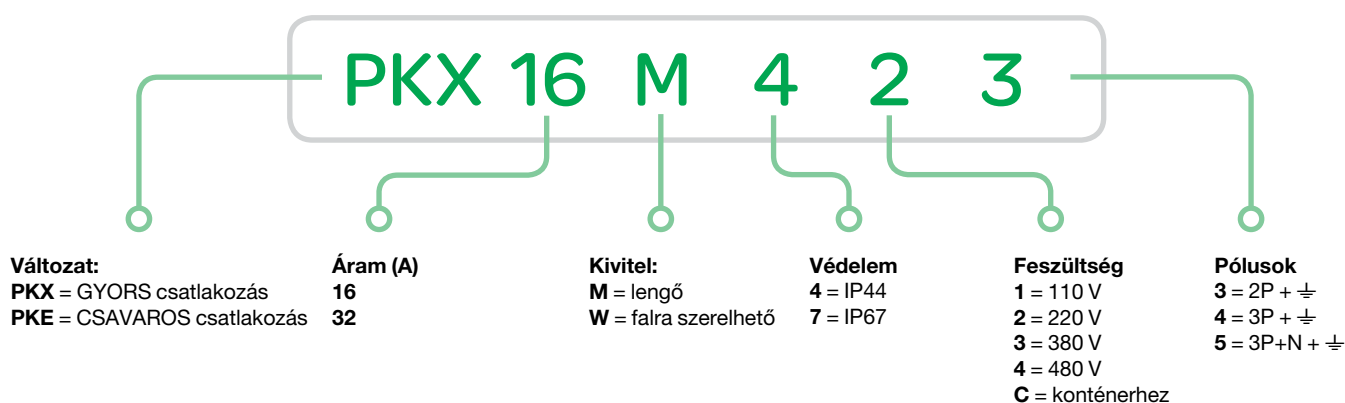 PKX 16 M 4 2 3
Változat:
PKX = GYORS csatlakozás
PKE = CSAVAROS csatlakozás
Áram (A)
16
32
Kivitel:
M = lengő
W = falra szerelhető
Védelem
4 = IP44
7 = IP67
Feszültség
1 = 110 V
2 = 220 V
3 = 380 V
4 = 480 V
C = konténerhez
Pólusok
3 = 2P + ⏚
4 = 3P + ⏚
5 = 3P+N + ⏚